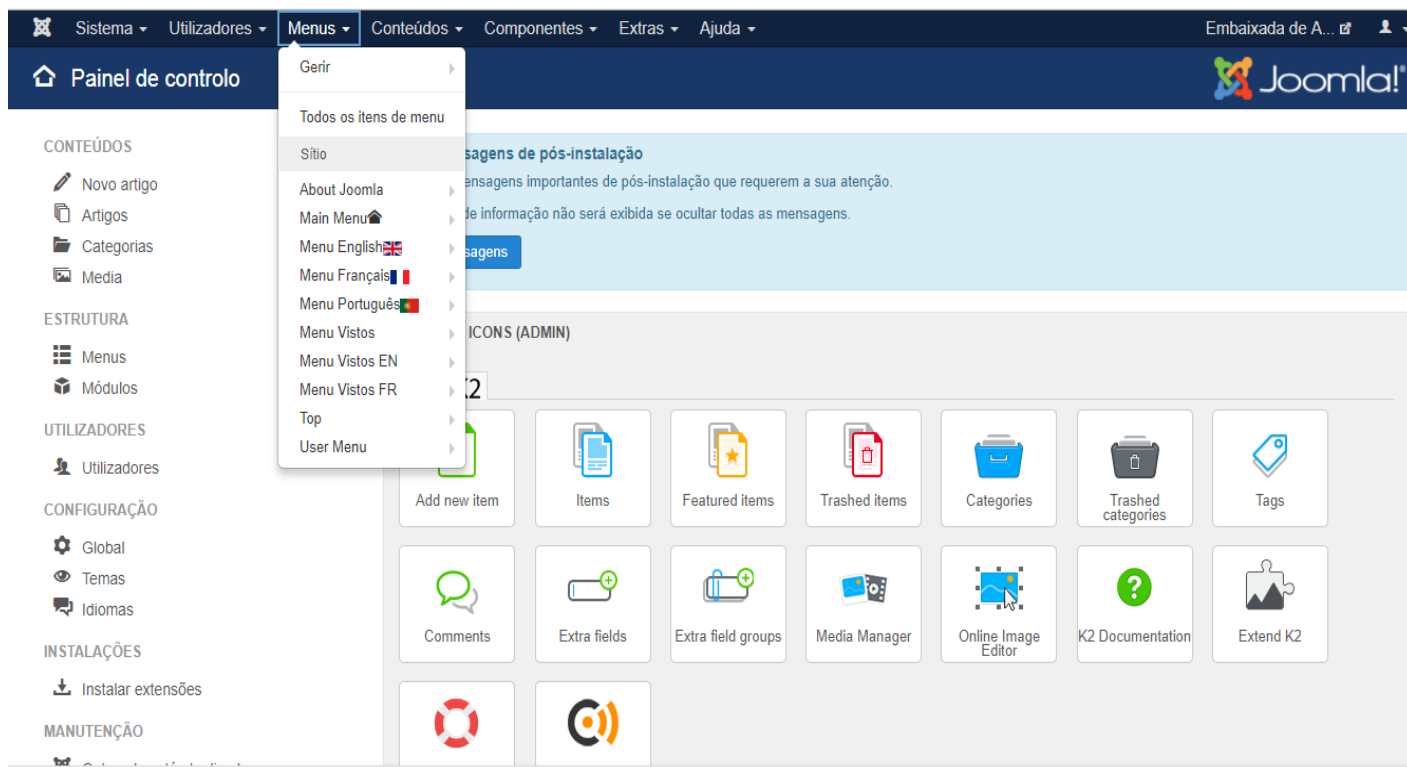 Sistema Utilizadores Menus Conteúdos Componentes Extras Ajuda Embaixada de A...
Painel de controlo
Joomla!
Gerir
Todos os itens de menu
Sítio
About Joomla
Main Menu
Menu English
Menu Français
Menu Português
Menu Vistos
Menu Vistos EN
Menu Vistos FR
Top
User Menu
CONTEÚDOS
Novo artigo
Artigos
Categorias
Media
ESTRUTURA
Menus
Módulos
UTILIZADORES
Utilizadores
CONFIGURAÇÃO
Global
Temas
Idiomas
INSTALAÇÕES
Instalar extensões
MANUTENÇÃO
sagens de pós-instalação
ensagens importantes de pós-instalação que requerem a sua atenção.
de informação não será exibida se ocultar todas as mensagens.
sagens
ICONS (ADMIN)
K2
Add new item Items Featured items Trashed items Categories Trashed categories Tags
Comments Extra fields Extra field groups Media Manager Online Image Editor K2 Documentation Extend K2